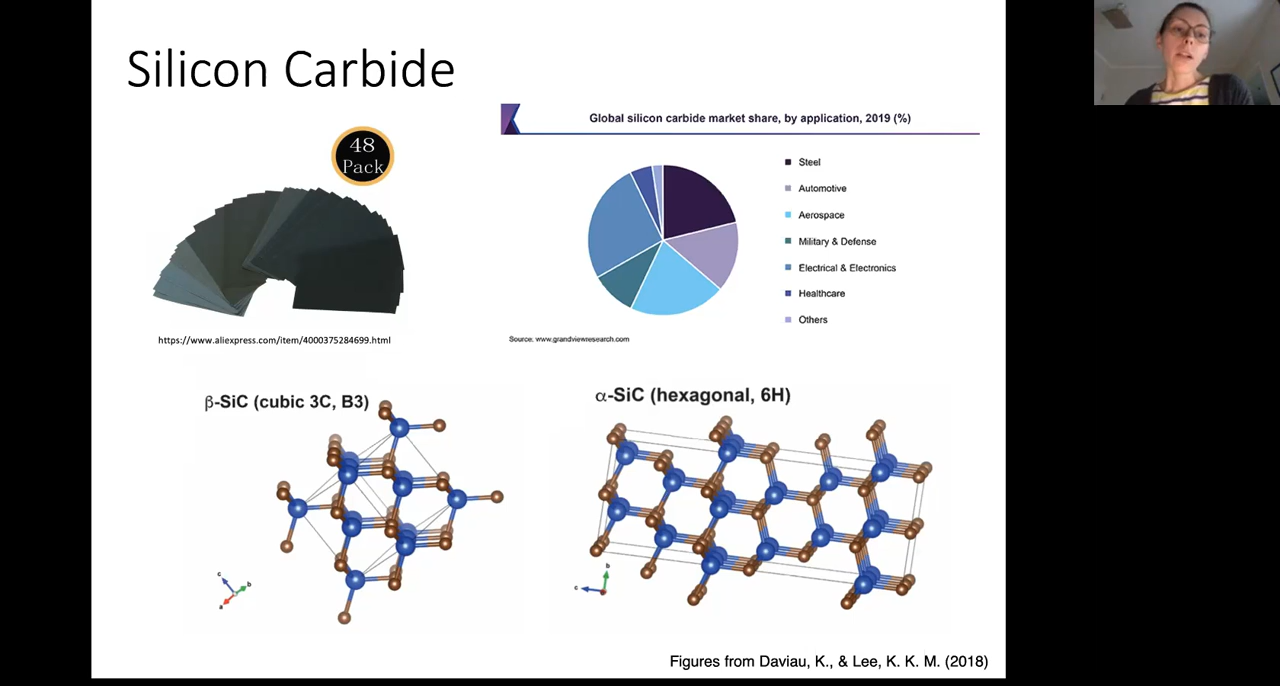 Silicon Carbide
48
Pack
https://www.aliexpress.com/item/4000375284699.html
Global silicon carbide market share, by application, 2019 (%)
Steel
Automotive
Aerospace
Military & Defense
Electrical & Electronics
Healthcare
Others
Source: www.grandviewresearch.com
β-SiC (cubic 3C, B3)
c
b
a
α-SiC (hexagonal, 6H)
b
c
Figures from Daviau, K., & Lee, K. K. M. (2018)